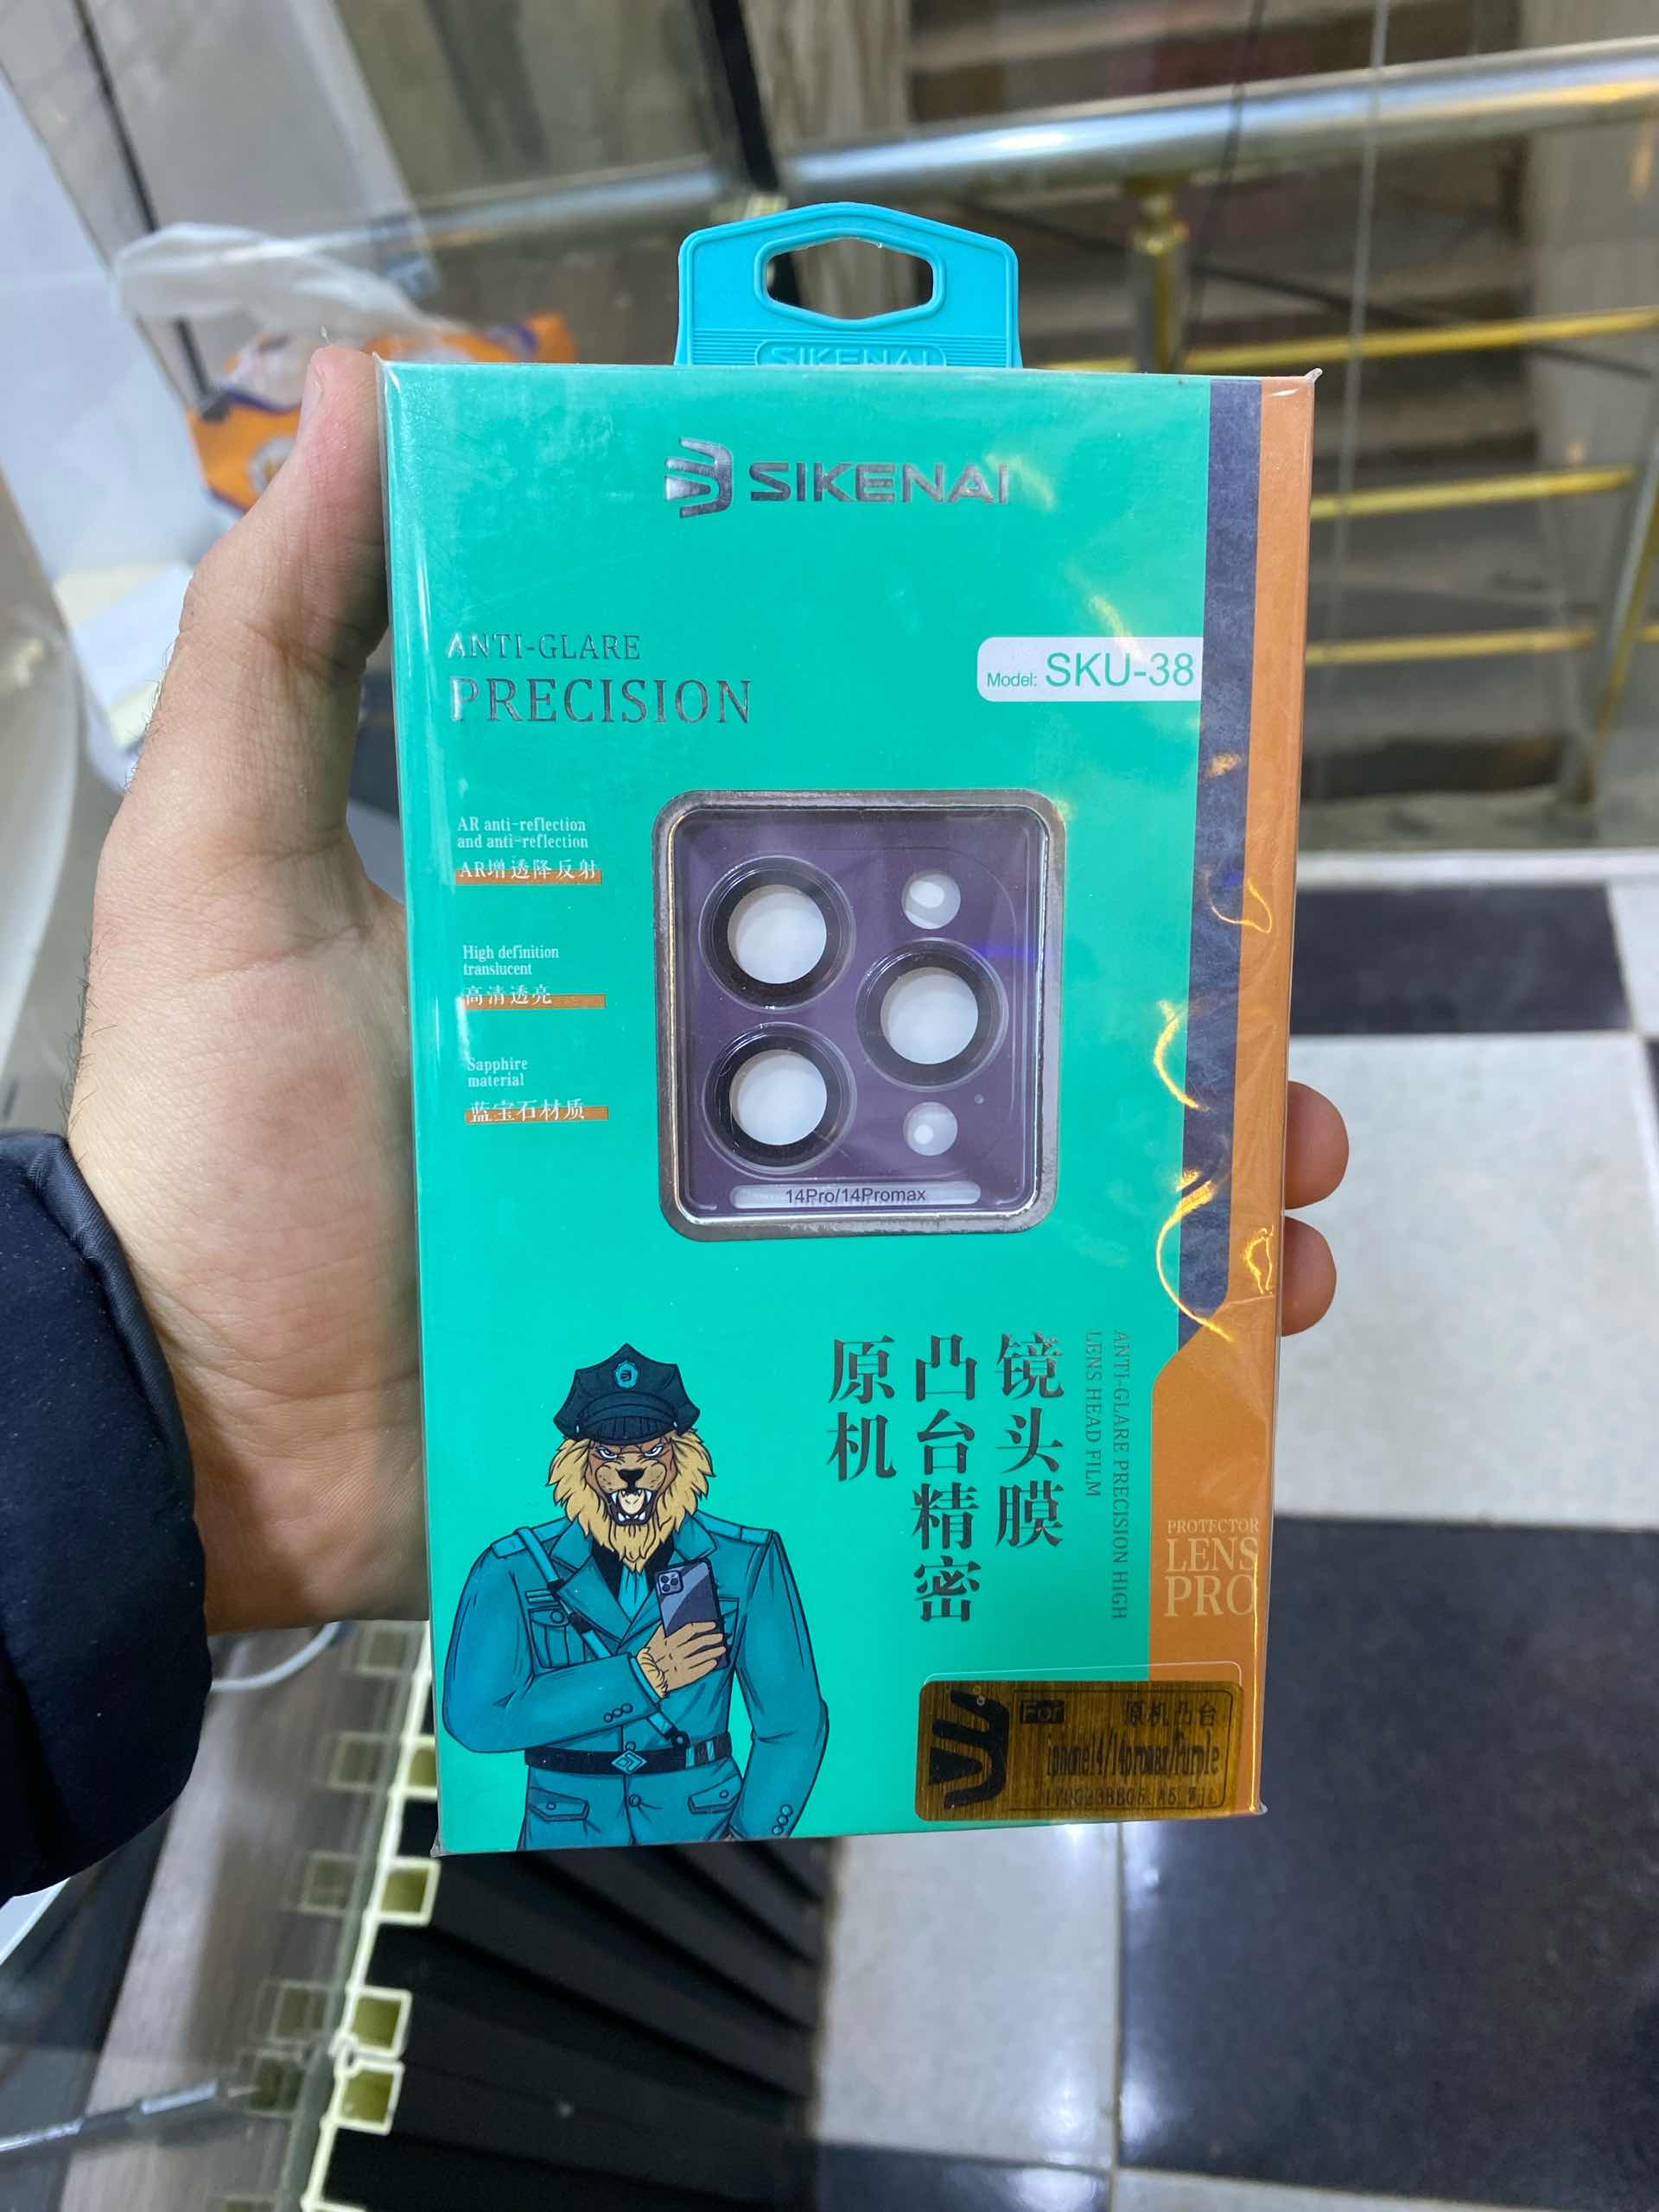 SIKENAI
SIKENAI
ANTI-GLARE
PRECISION
Model: SKU-38
AR anti-reflection
and anti-reflection
AR增透降反射
High definition
translucent
高清透亮
Sapphire
material
蓝宝石材质
14Pro/14Promax
原机
凸台精密
镜头膜
ANTI-GLARE PRECISION HIGH
LENS HEAD FILM
PROTECTOR
LENS
PRO
For 原机凸台
iphone14/14promax/Purple